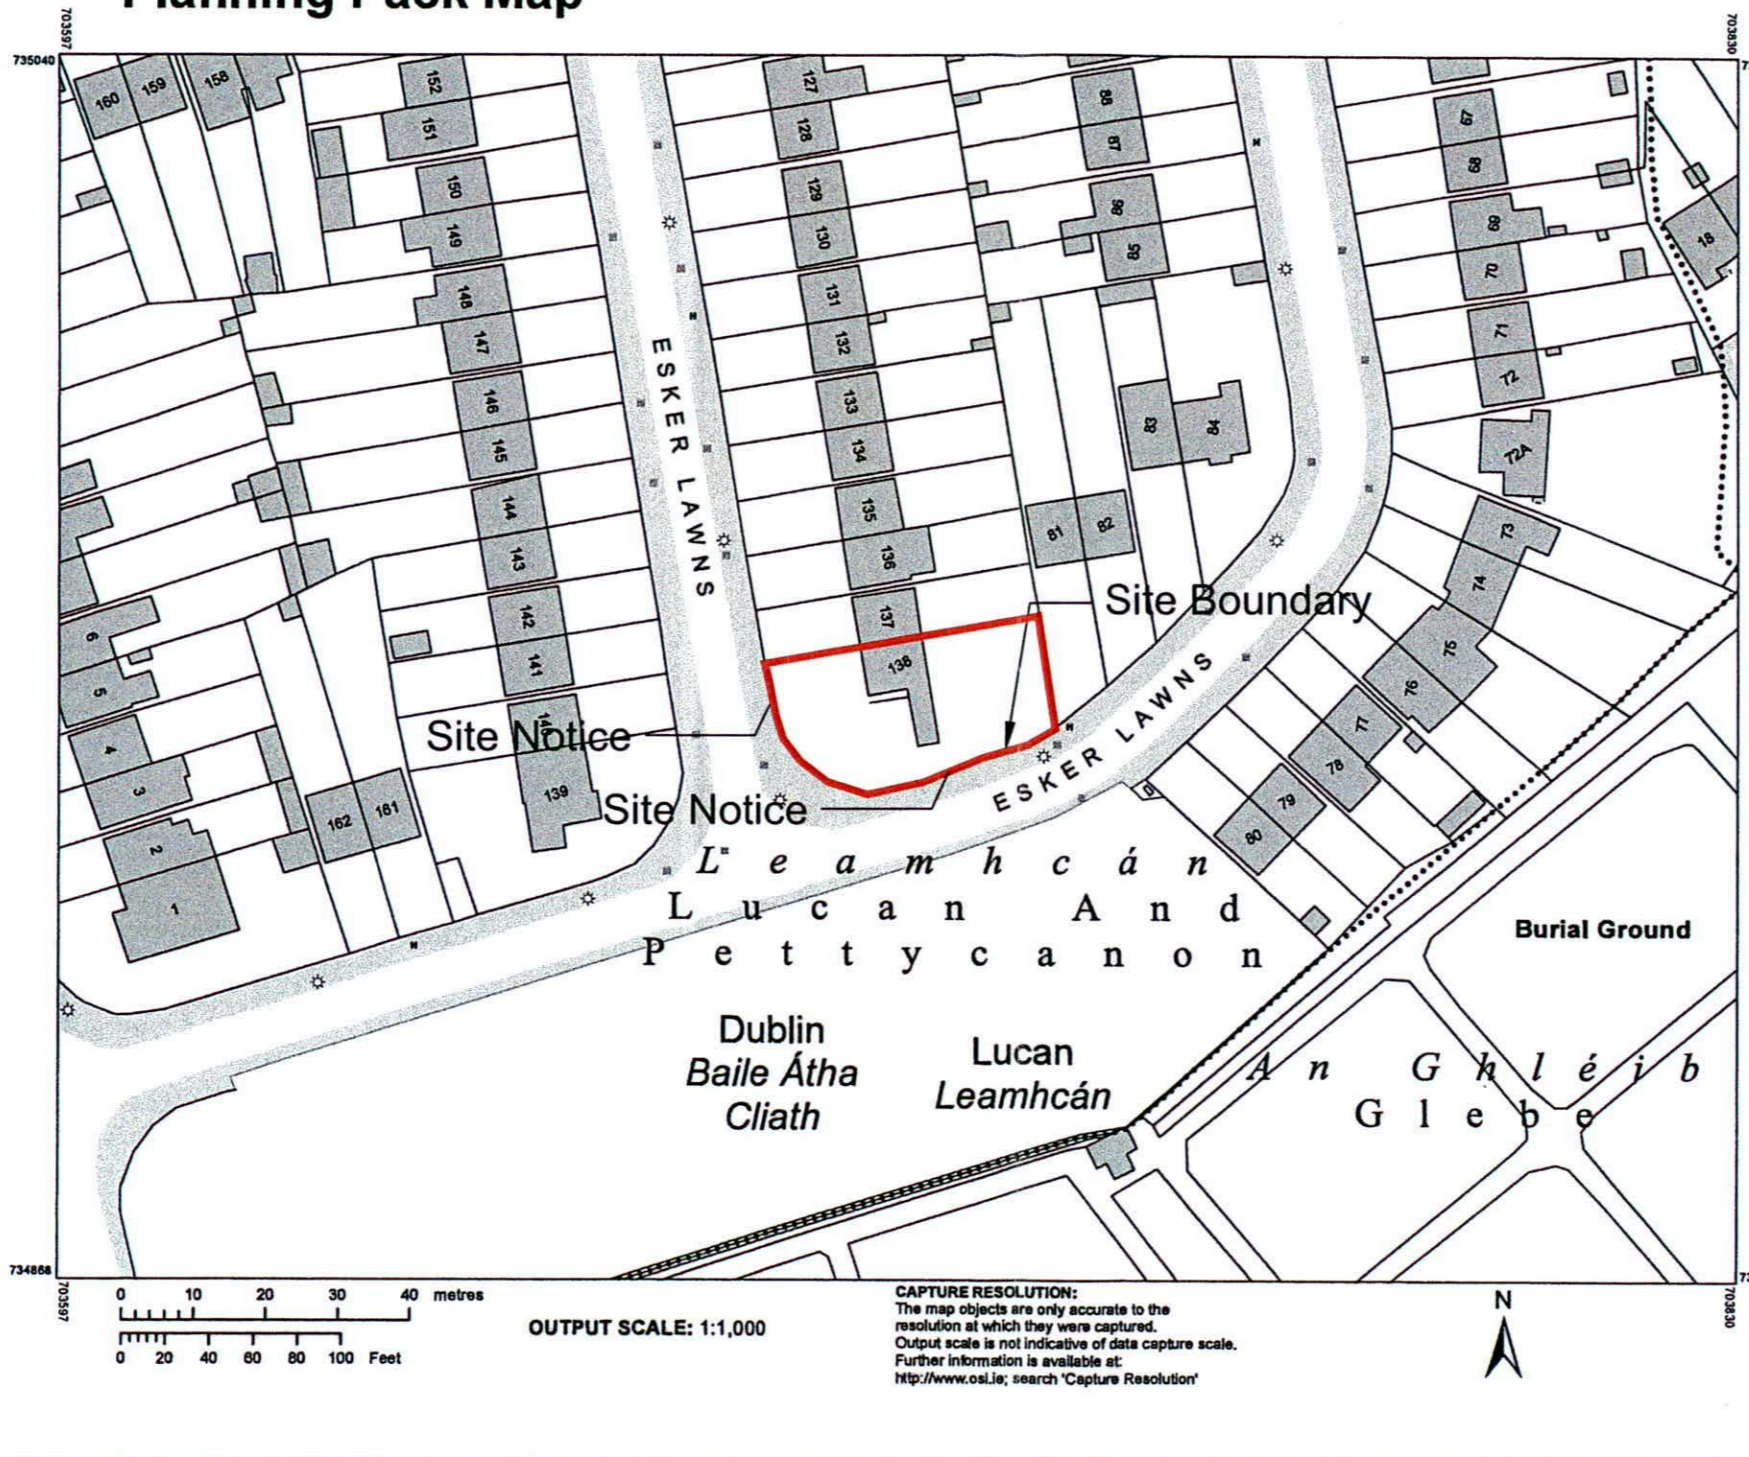 Planning Pack Map
703597
703830
735040
160 159 158
152
151
150
149
148
147
146
145
144
143
142
141
140
139
127
128
129
130
131
132
133
134
135
136
137
138
88
87
86
85
83
84
81
82
67
68
69
70
71
72
72A
73
74
75
76
77
78
79
80
18
6
5
4
3
2
1
162 161
ESKER LAWNS
ESKER LAWNS
Site Boundary
Site Notice
Site Notice
Leamhcán
Lucan And
Pettycanon
Burial Ground
Dublin
Baile Átha
Cliath
Lucan
Leamhcán
An Ghléib
Glebe
734868
703597
703830
0 10 20 30 40 metres
0 20 40 60 80 100 Feet
OUTPUT SCALE: 1:1,000
CAPTURE RESOLUTION:
The map objects are only accurate to the
resolution at which they were captured.
Output scale is not indicative of data capture scale.
Further information is available at:
http://www.osi.ie; search 'Capture Resolution'
N